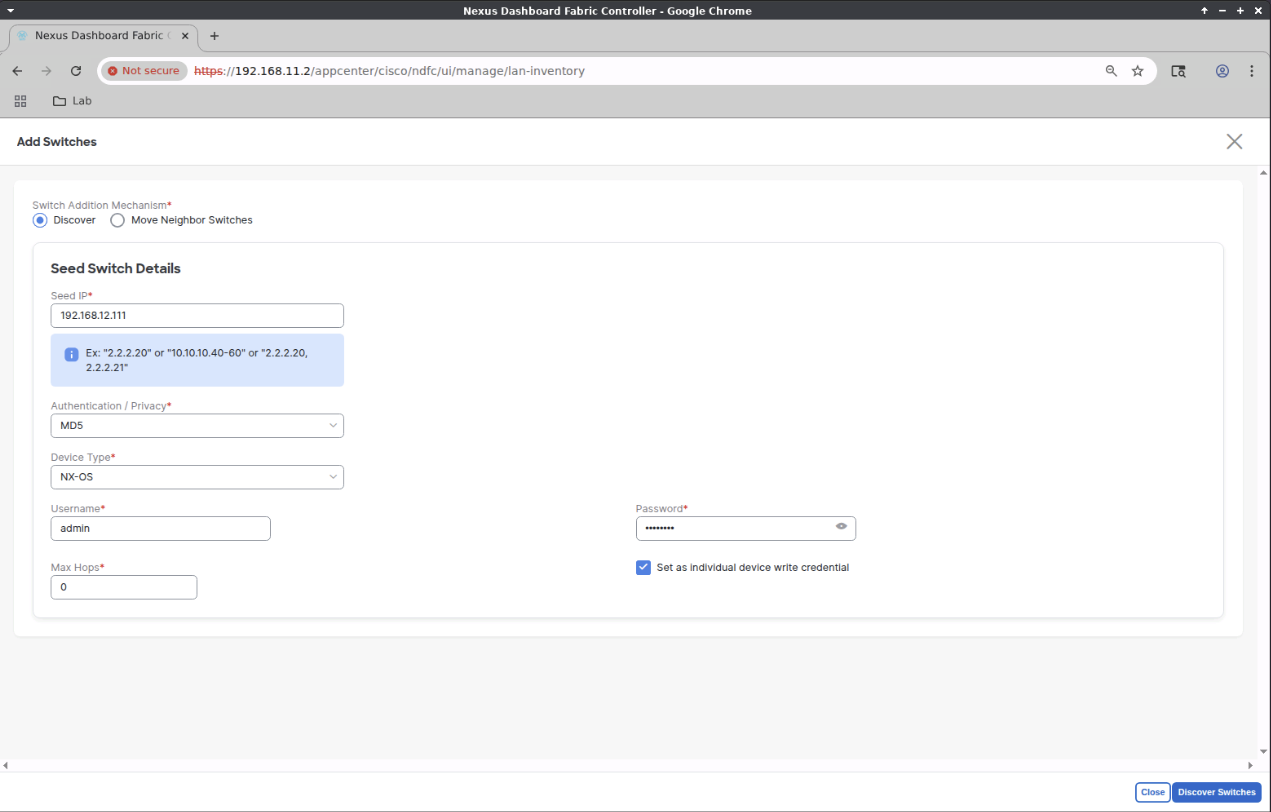 Nexus Dashboard Fabric Controller - Google Chrome
Nexus Dashboard Fabric
Not secure https://192.168.11.2/appcenter/cisco/ndfc/ui/manage/lan-inventory
Lab
Add Switches
Switch Addition Mechanism*
Discover Move Neighbor Switches
Seed Switch Details
Seed IP*
192.168.12.111
i Ex: "2.2.2.20" or "10.10.10.40-60" or "2.2.2.20,
2.2.2.21"
Authentication / Privacy*
MD5
Device Type*
NX-OS
Username* Password*
admin ••••••••
Max Hops* Set as individual device write credential
0
Close Discover Switches